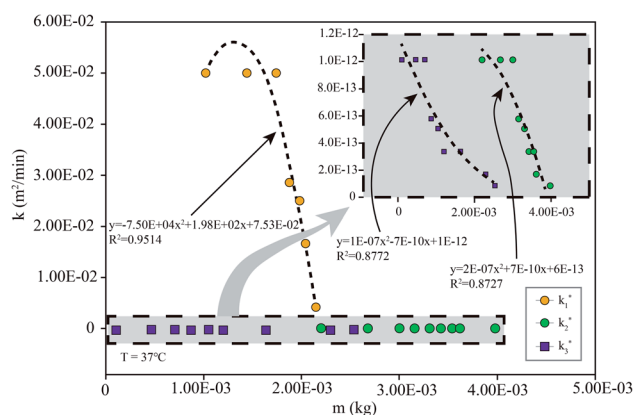 6.00E-02
5.00E-02
4.00E-02
3.00E-02
2.00E-02
1.00E-02
0
k (m²/min)
0
1.00E-03
2.00E-03
3.00E-03
4.00E-03
5.00E-03
m (kg)
y=-7.50E+04x²+1.98E+02x+7.53E-02
R²=0.9514
T = 37℃
1.2E-12
1.0E-12
8.0E-13
6.0E-13
4.0E-13
2.0E-13
0
0
2.00E-03
4.00E-03
y=1E-07x²-7E-10x+1E-12
R²=0.8772
y=2E-07x²+7E-10x+6E-13
R²=0.8727
k₁*
k₂*
k₃*